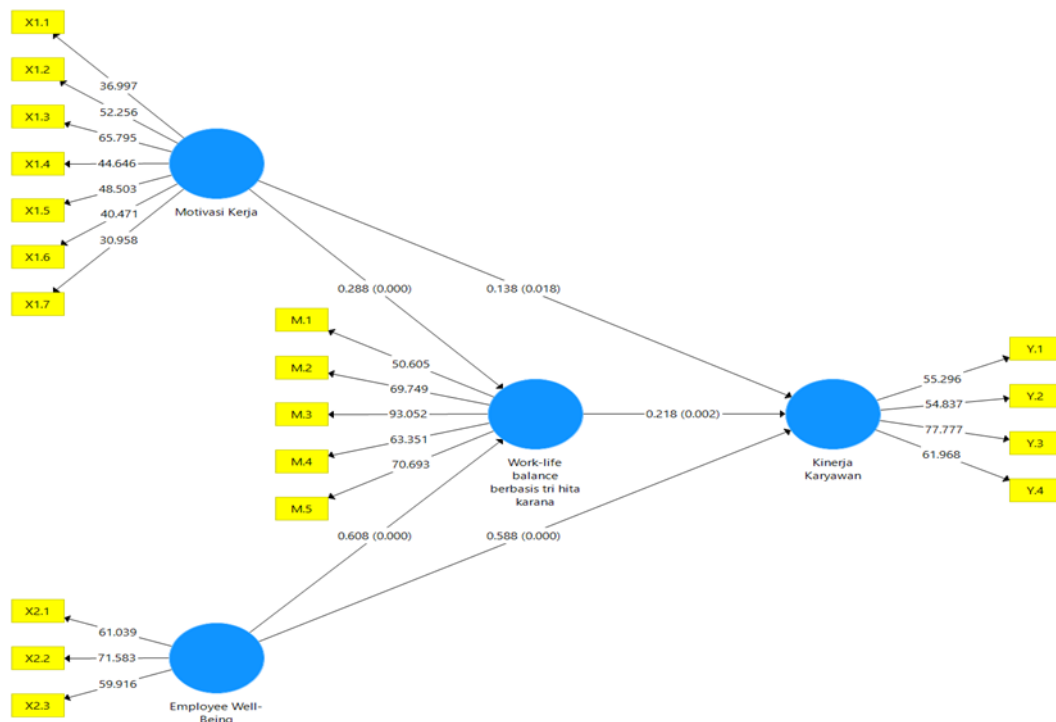 X1.1
X1.2
X1.3
X1.4
X1.5
X1.6
X1.7
36.997
52.256
65.795
44.646
48.503
40.471
30.958
Motivasi Kerja
0.288 (0.000)
0.138 (0.018)
M.1
M.2
M.3
M.4
M.5
50.605
69.749
93.052
63.351
70.693
Work-life
balance
berbasis tri hita
karana
0.218 (0.002)
Kinerja
Karyawan
Y.1
Y.2
Y.3
Y.4
55.296
54.837
77.777
61.968
0.608 (0.000)
0.588 (0.000)
X2.1
X2.2
X2.3
61.039
71.583
59.916
Employee Well-
Being